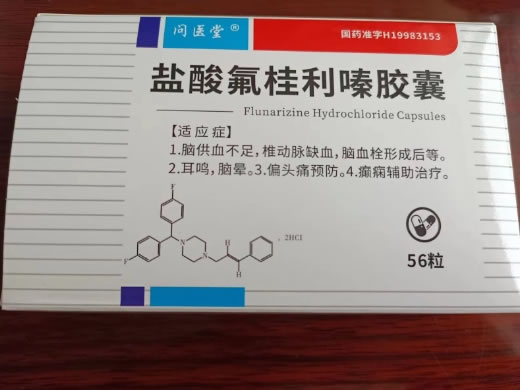 问医堂®
国药准字H19983153
盐酸氟桂利嗪胶囊
Flunarizine Hydrochloride Capsules
【适应症】
1.脑供血不足,椎动脉缺血,脑血栓形成后等。
2.耳鸣,脑晕。3.偏头痛预防。4.癫痫辅助治疗。
F
F
N
N
H
H
. 2HCl
56粒